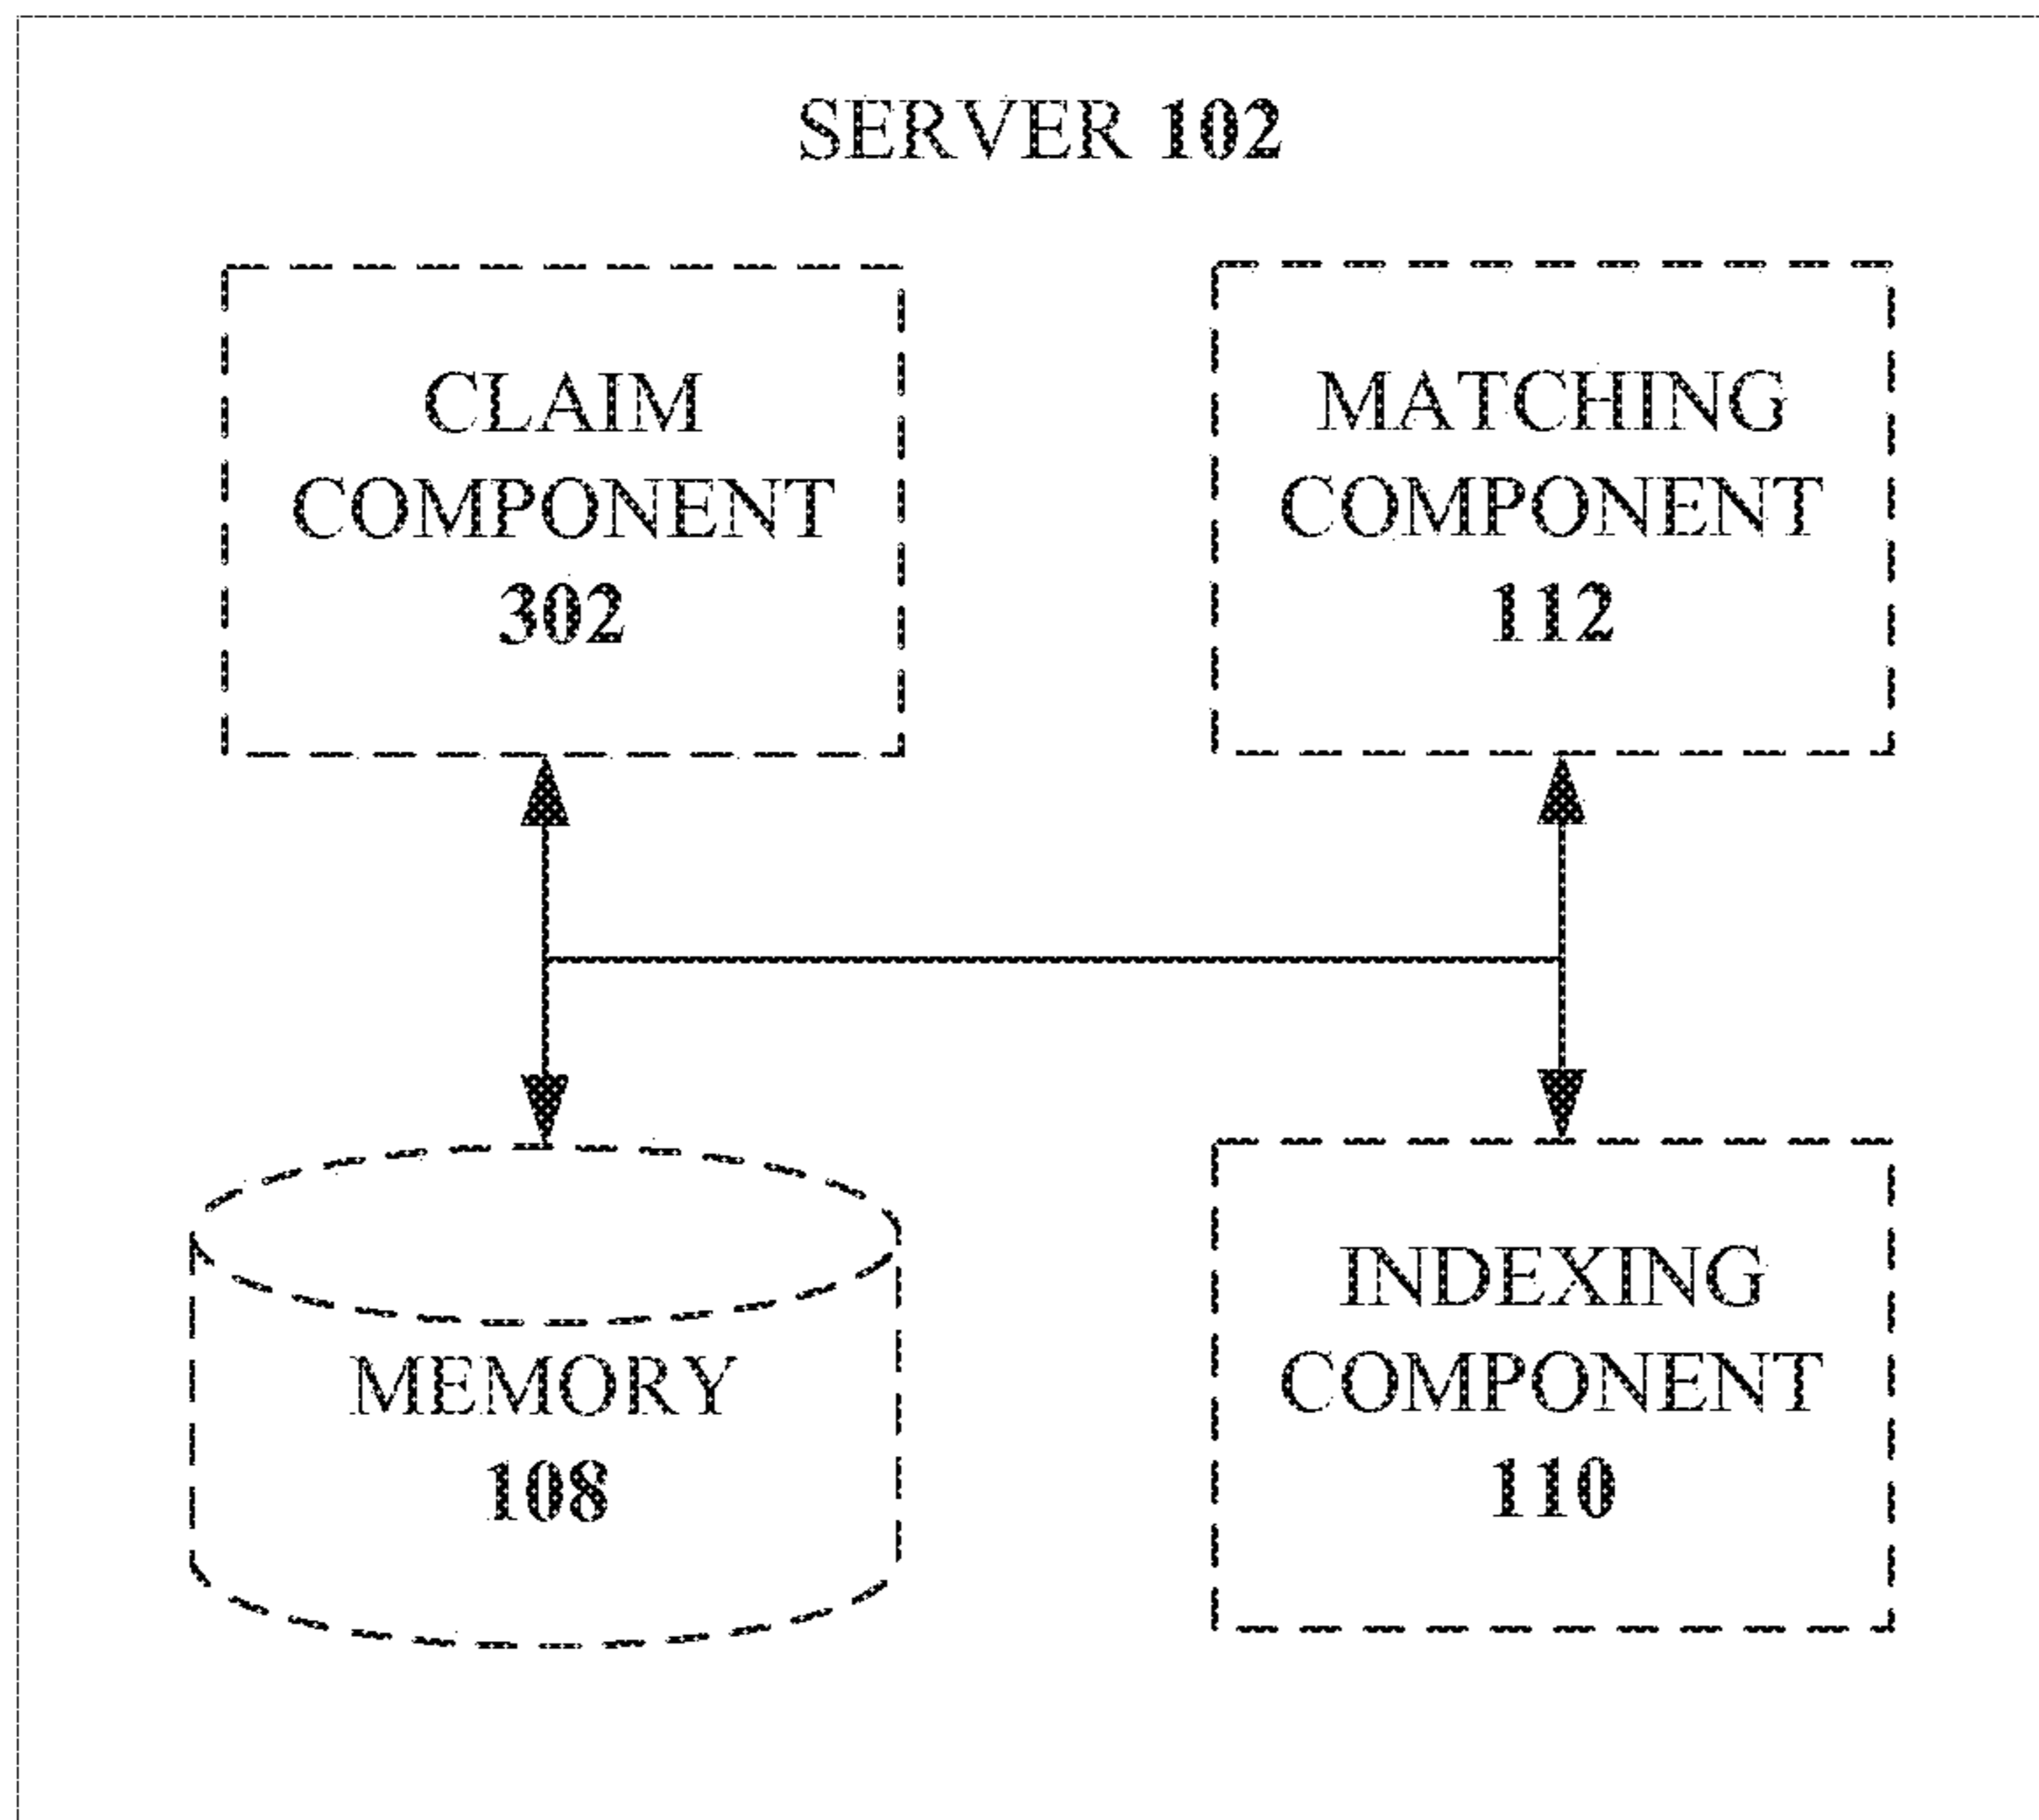 SERVER 102
CLAIM
COMPONENT
302
MATCHING
COMPONENT
112
MEMORY
108
INDEXING
COMPONENT
110